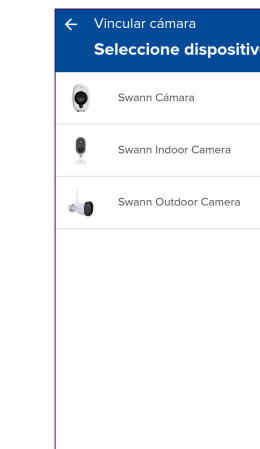 Vincular cámara
Seleccione dispositiv
Swann Cámara
Swann Indoor Camera
Swann Outdoor Camera